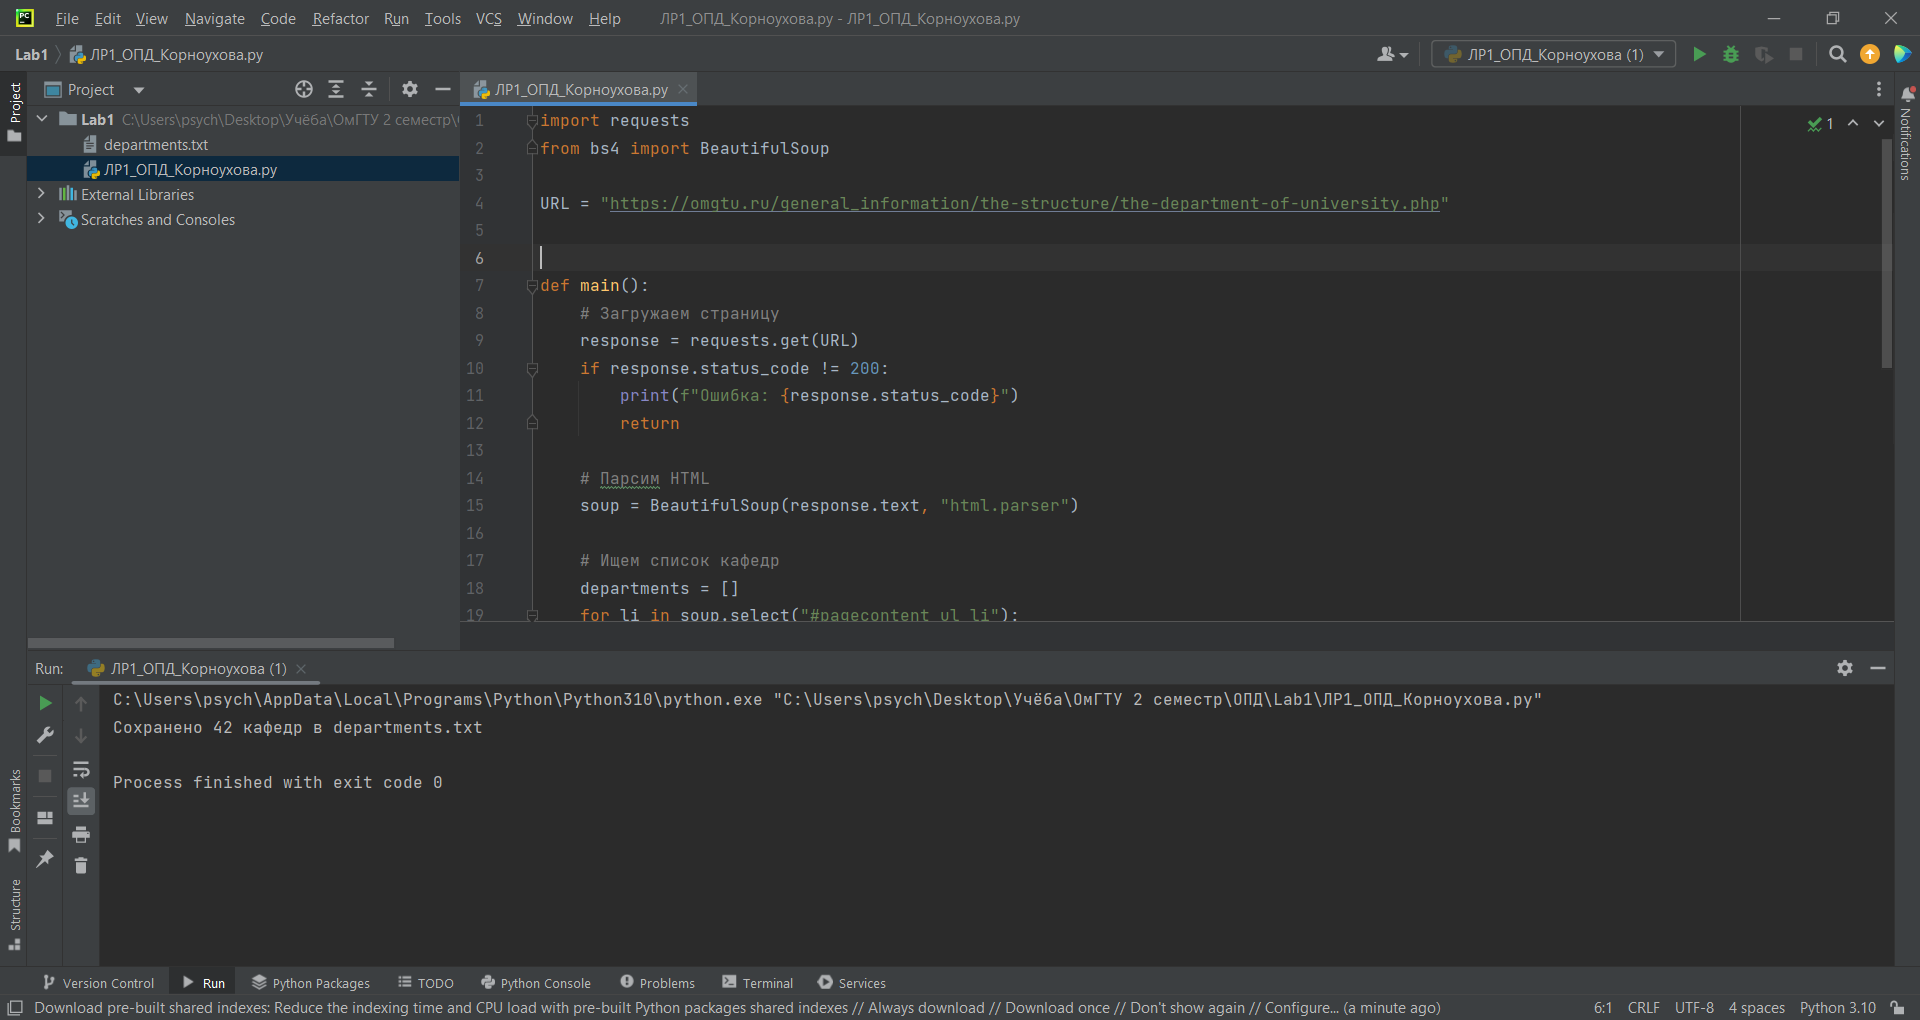 File Edit View Navigate Code Refactor Run Tools VCS Window Help ЛР1_ОПД_Корноухова.py - ЛР1_ОПД_Корноухова.py
Lab1 ЛР1_ОПД_Корноухова.py
ЛР1_ОПД_Корноухова (1)
Project
Project
ЛР1_ОПД_Корноухова.py
Lab1 C:\Users\psych\Desktop\Учёба\ОмГТУ 2 семестр\
departments.txt
ЛР1_ОПД_Корноухова.py
External Libraries
Scratches and Consoles
1 import requests
2 from bs4 import BeautifulSoup
3
4 URL = "https://omgtu.ru/general_information/the-structure/the-department-of-university.php"
5
6
7 def main():
8 # Загружаем страницу
9 response = requests.get(URL)
10 if response.status_code != 200:
11 print(f"Ошибка: {response.status_code}")
12 return
13
14 # Парсим HTML
15 soup = BeautifulSoup(response.text, "html.parser")
16
17 # Ищем список кафедр
18 departments = []
19 for li in soup.select("#pagecontent ul li"):
1
Notifications
Run: ЛР1_ОПД_Корноухова (1)
C:\Users\psych\AppData\Local\Programs\Python\Python310\python.exe "C:\Users\psych\Desktop\Учёба\ОмГТУ 2 семестр\ОПД\Lab1\ЛР1_ОПД_Корноухова.py"
Сохранено 42 кафедр в departments.txt
Process finished with exit code 0
Bookmarks
Structure
Version Control Run Python Packages TODO Python Console Problems Terminal Services
Download pre-built shared indexes: Reduce the indexing time and CPU load with pre-built Python packages shared indexes // Always download // Download once // Don't show again // Configure... (a minute ago) 6:1 CRLF UTF-8 4 spaces Python 3.10